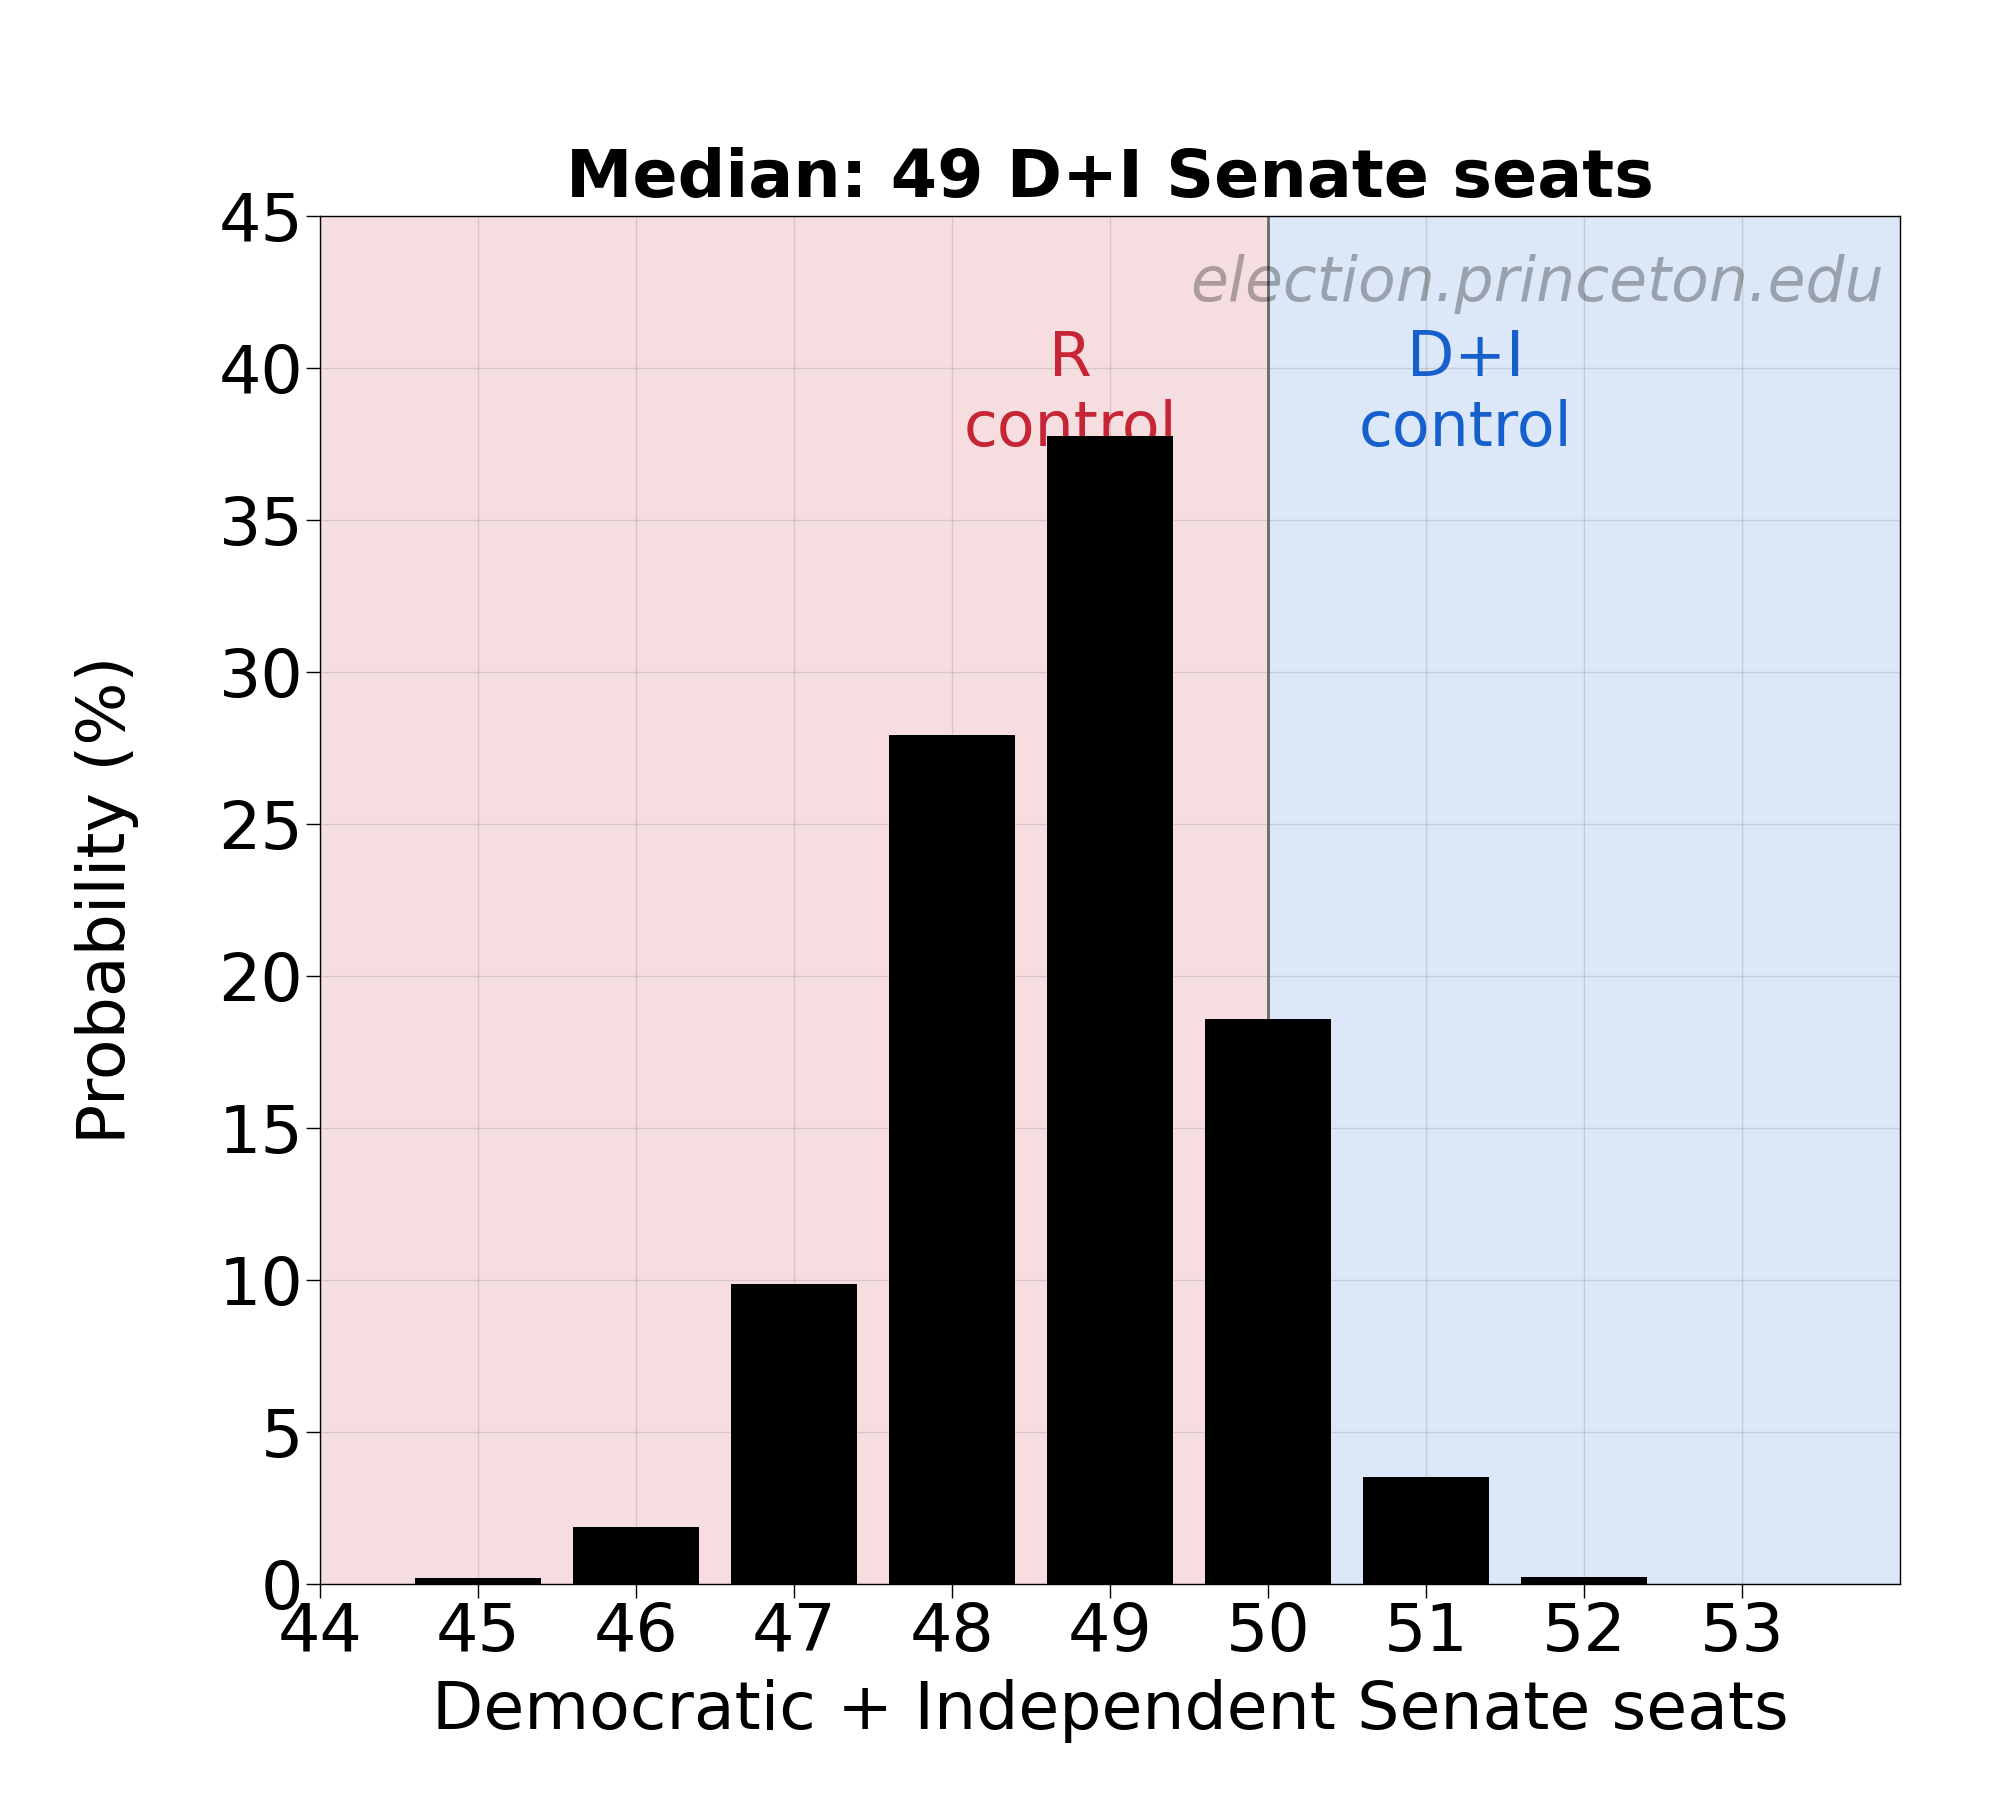 Median: 49 D+I Senate seats
election.princeton.edu
R
control
D+I
control
Probability (%)
45
40
35
30
25
20
15
10
5
0
44 45 46 47 48 49 50 51 52 53
Democratic + Independent Senate seats